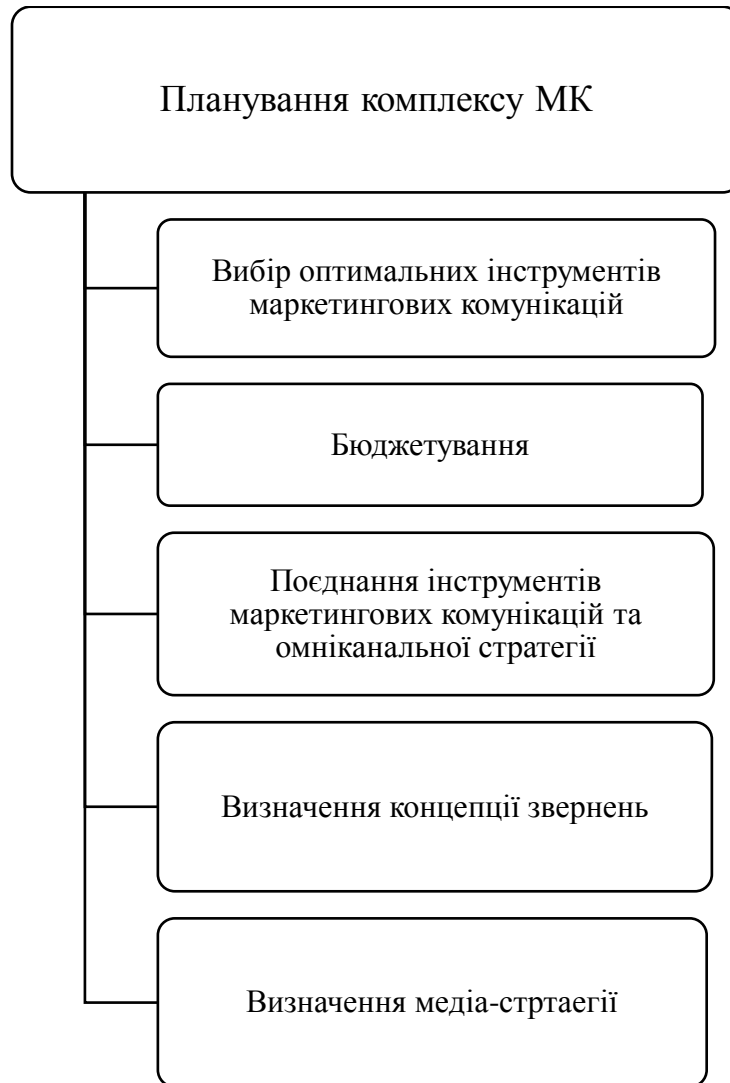 Планування комплексу МК
Вибір оптимальних інструментів
маркетингових комунікацій
Бюджетування
Поєднання інструментів
маркетингових комунікацій та
омніканальної стратегії
Визначення концепції звернень
Визначення медіа-стртаегії